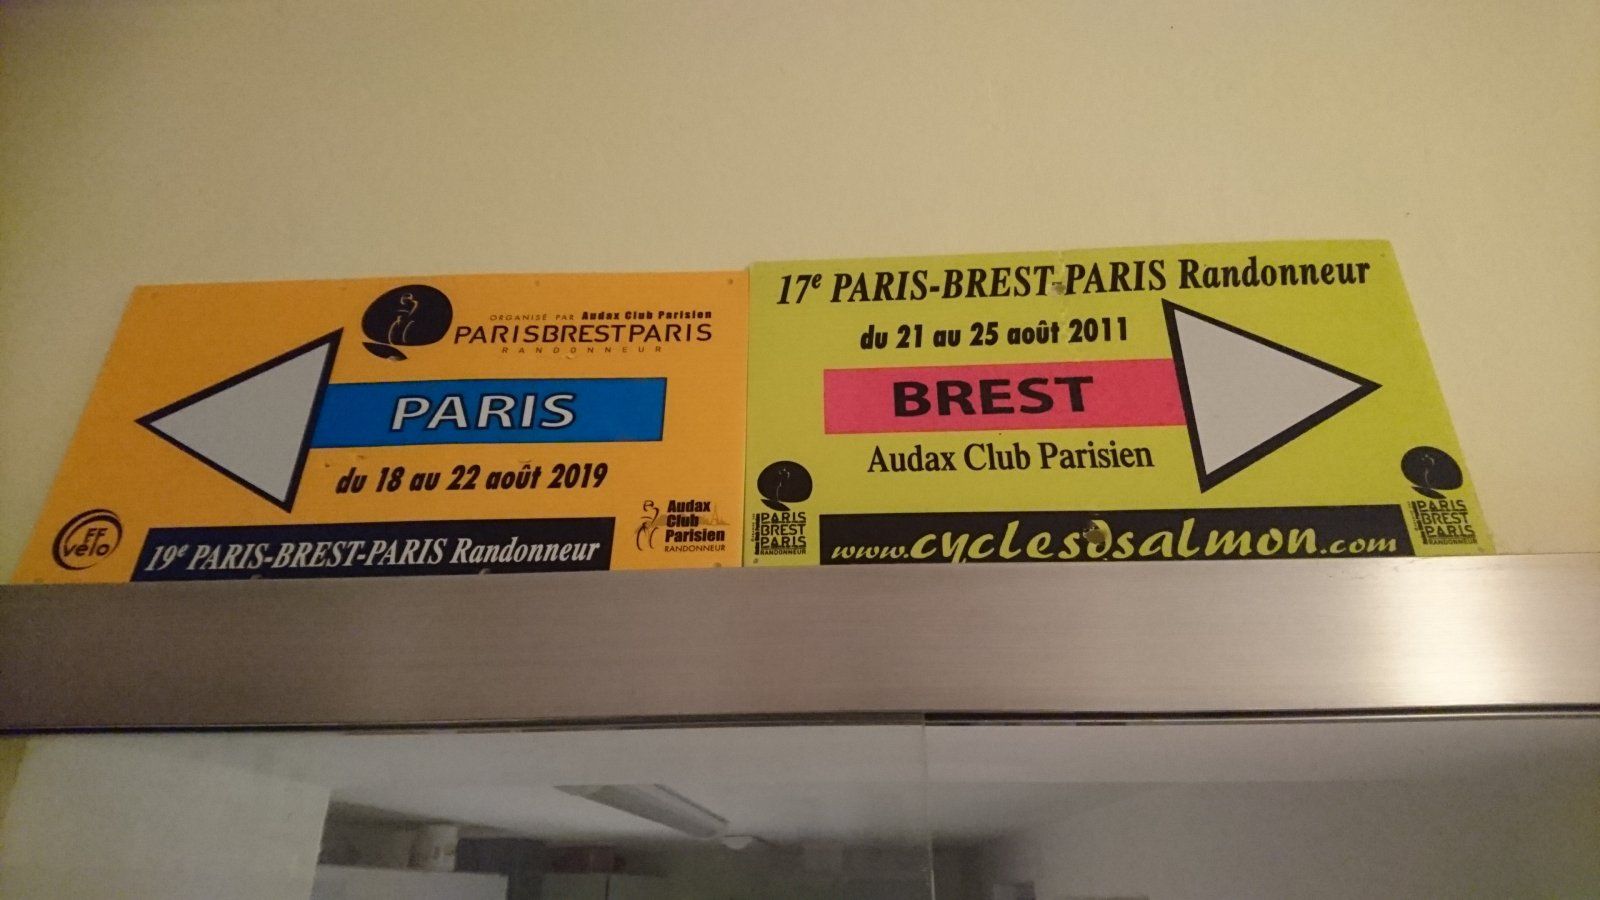 ORGANISÉ PAR Audax Club Parisien
PARISBRESTPARIS
RANDONNEUR
PARIS
du 18 au 22 août 2019
FF
vélo
Audax
Club
Parisien
RANDONNEUR
19e PARIS-BREST-PARIS Randonneur
17e PARIS-BREST-PARIS Randonneur
du 21 au 25 août 2011
BREST
Audax Club Parisien
PARIS
BREST
PARIS
RANDONNEUR
www.cyclesdsalmon.com
PARIS
BREST
PARIS
RANDONNEUR